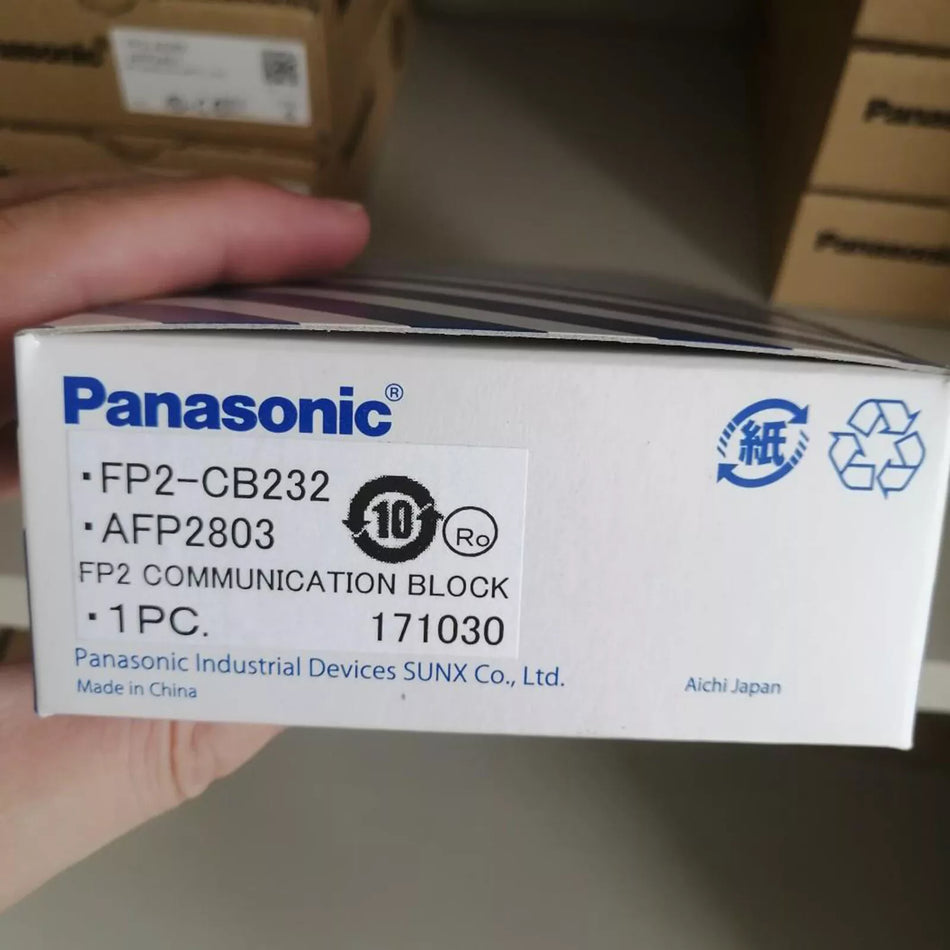 Panasonic
Panasonic®
紙
·FP2-CB232
10
·AFP2803
Ro
FP2 COMMUNICATION BLOCK
·1PC.
171030
Panasonic Industrial Devices SUNX Co., Ltd.
Made in China
Aichi Japan